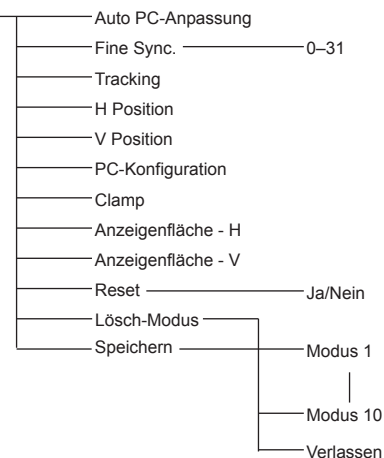 Auto PC-Anpassung
Fine Sync. 0–31
Tracking
H Position
V Position
PC-Konfiguration
Clamp
Anzeigenfläche - H
Anzeigenfläche - V
Reset Ja/Nein
Lösch-Modus
Speichern Modus 1
Modus 10
Verlassen